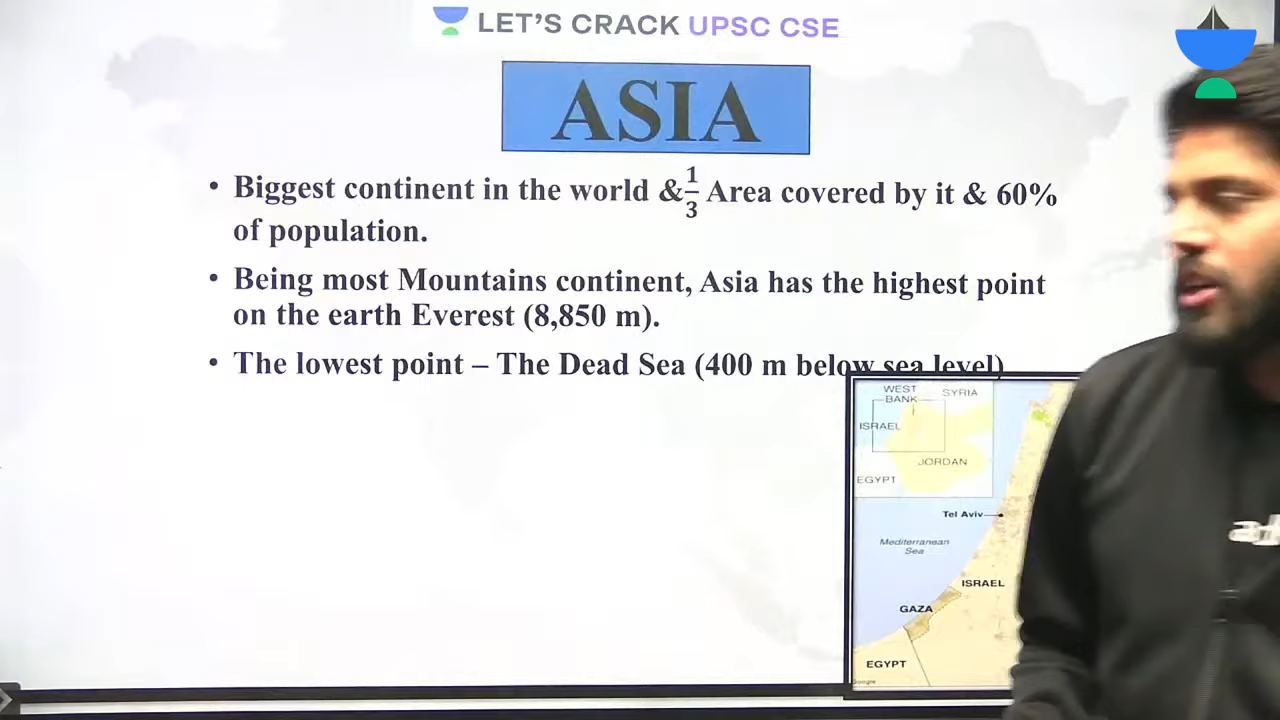 LET'S CRACK UPSC CSE
ASIA
• Biggest continent in the world & 1/3 Area covered by it & 60%
of population.
• Being most Mountains continent, Asia has the highest point
on the earth Everest (8,850 m).
• The lowest point – The Dead Sea (400 m below sea level)
WEST
BANK
SYRIA
ISRAEL
JORDAN
EGYPT
Tel Aviv
Mediterranean
Sea
ISRAEL
GAZA
EGYPT
Google